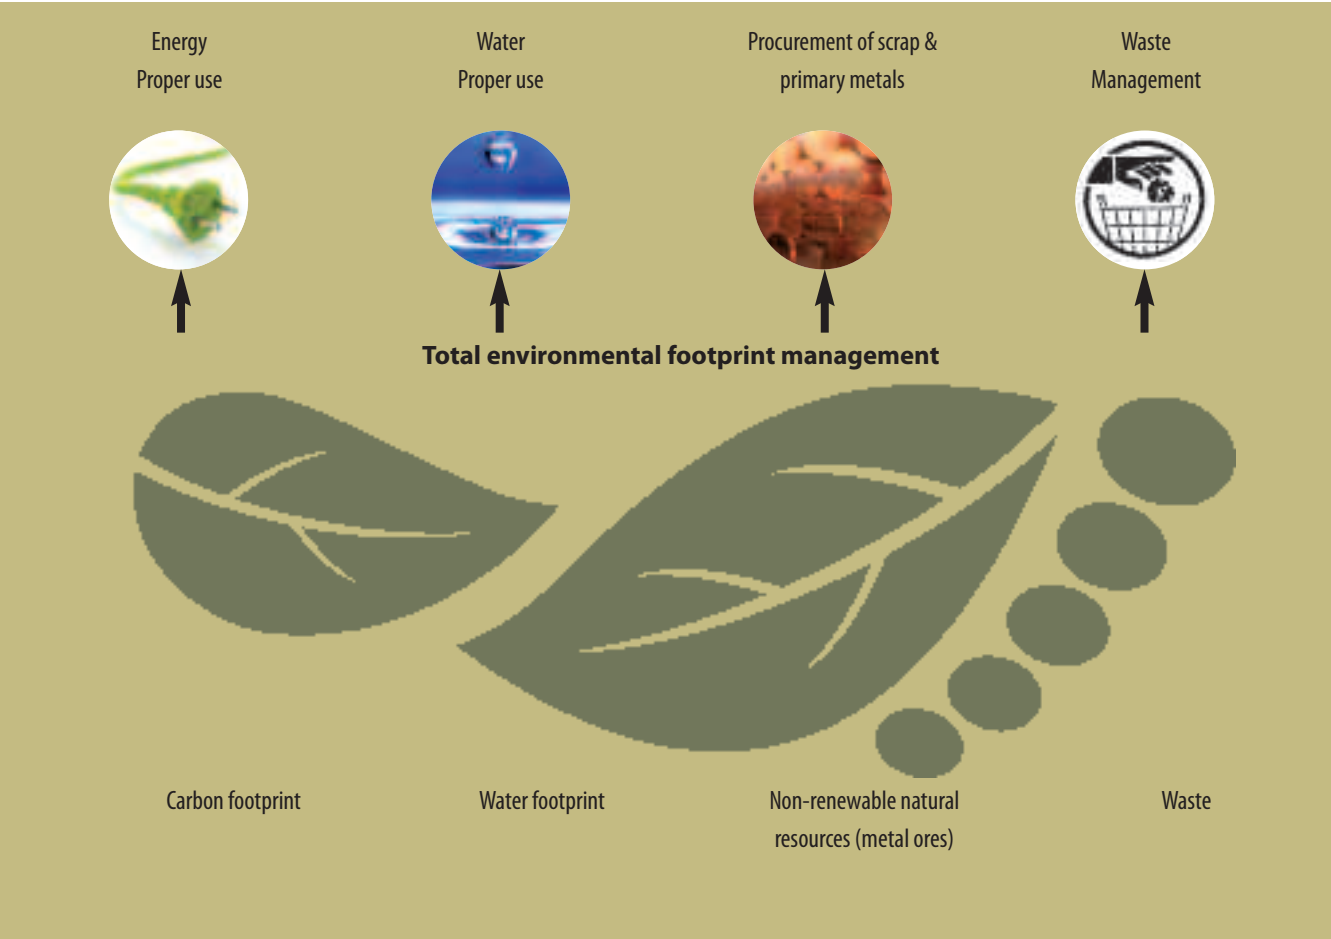 Energy
Proper use
Water
Proper use
Procurement of scrap &
primary metals
Waste
Management
Total environmental footprint management
Carbon footprint
Water footprint
Non-renewable natural
resources (metal ores)
Waste